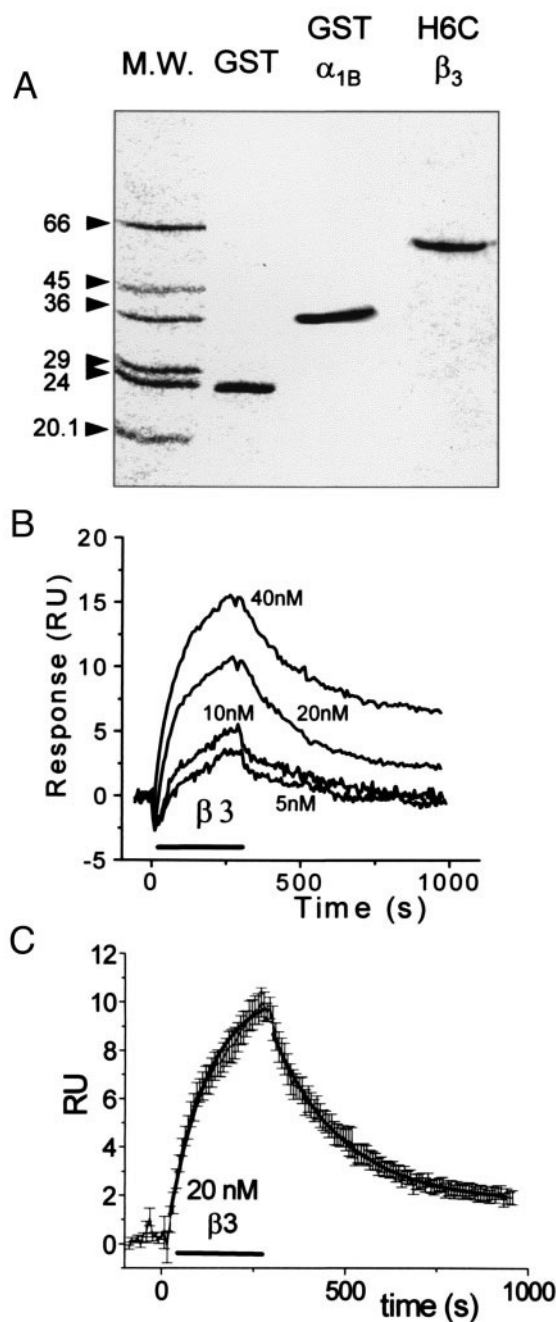 A
M.W. GST GST α1B H6C β3
66
45
36
29
24
20.1
B
Response (RU)
20
15
10
5
0
-5
40nM
10nM
20nM
5nM
β 3
0 500 1000
Time (s)
C
RU
12
10
8
6
4
2
0
20 nM
β3
0 500 1000
time (s)